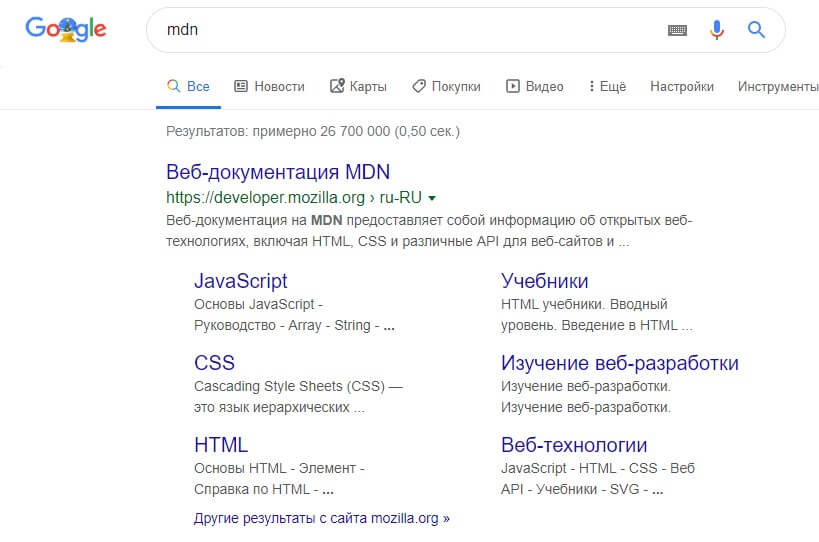 Google
mdn
Все Новости Карты Покупки Видео Ещё Настройки Инструменты
Результатов: примерно 26 700 000 (0,50 сек.)
Веб-документация MDN
https://developer.mozilla.org › ru-RU
Веб-документация на MDN предоставляет собой информацию об открытых веб-
технологиях, включая HTML, CSS и различные API для веб-сайтов и ...
JavaScript
Основы JavaScript -
Руководство - Array - String - ...
Учебники
HTML учебники. Вводный
уровень. Введение в HTML ...
CSS
Cascading Style Sheets (CSS) —
это язык иерархических ...
Изучение веб-разработки
Изучение веб-разработки.
Изучение веб-разработки.
HTML
Основы HTML - Элемент -
Справка по HTML - ...
Веб-технологии
JavaScript - HTML - CSS - Веб
API - Учебники - SVG - ...
Другие результаты с сайта mozilla.org »